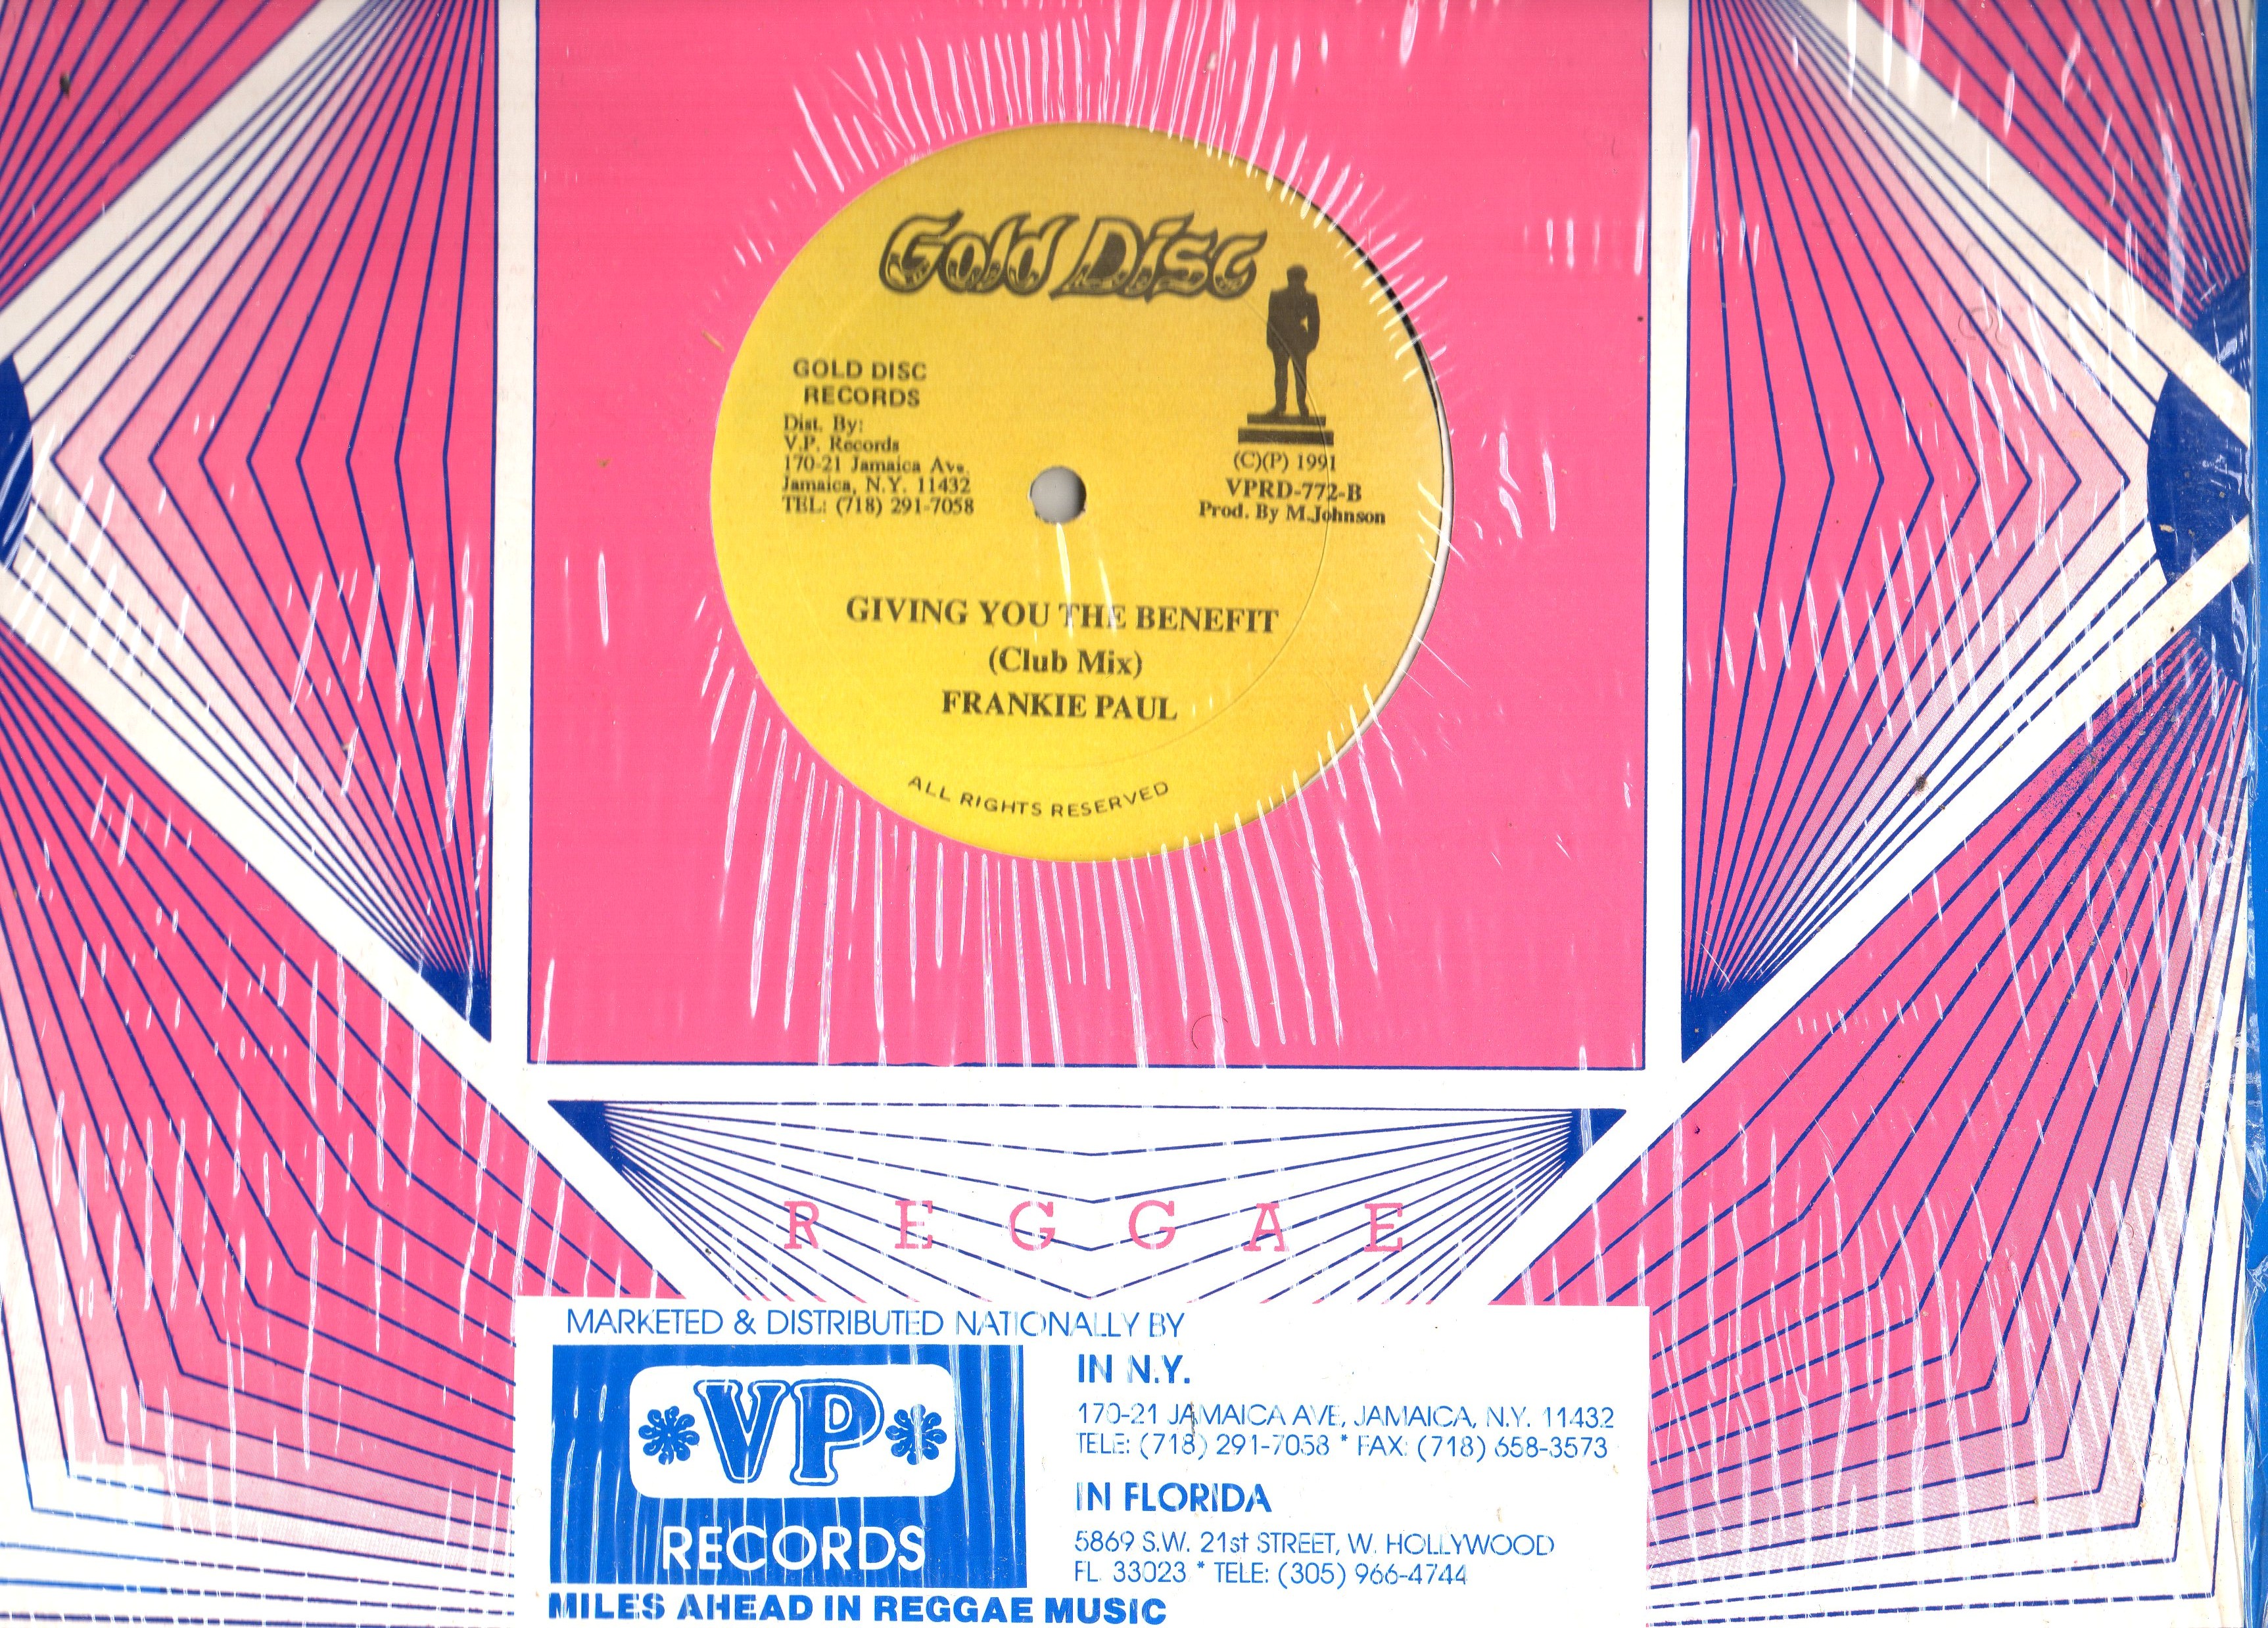 Gold Disc
GOLD DISC
RECORDS
Dist. By:
V.P. Records
170-21 Jamaica Ave.
Jamaica, N.Y. 11432
TEL: (718) 291-7058
(C)(P) 1991
VPRD-772-B
Prod. By M.Johnson
GIVING YOU THE BENEFIT
(Club Mix)
FRANKIE PAUL
ALL RIGHTS RESERVED
REGGAE
MARKETED & DISTRIBUTED NATIONALLY BY
VP
RECORDS
MILES AHEAD IN REGGAE MUSIC
IN N.Y.
170-21 JAMAICA AVE, JAMAICA, N.Y. 11432
TELE: (718) 291-7058 * FAX: (718) 658-3573
IN FLORIDA
5869 S.W. 21st STREET, W. HOLLYWOOD
FL. 33023 * TELE: (305) 966-4744